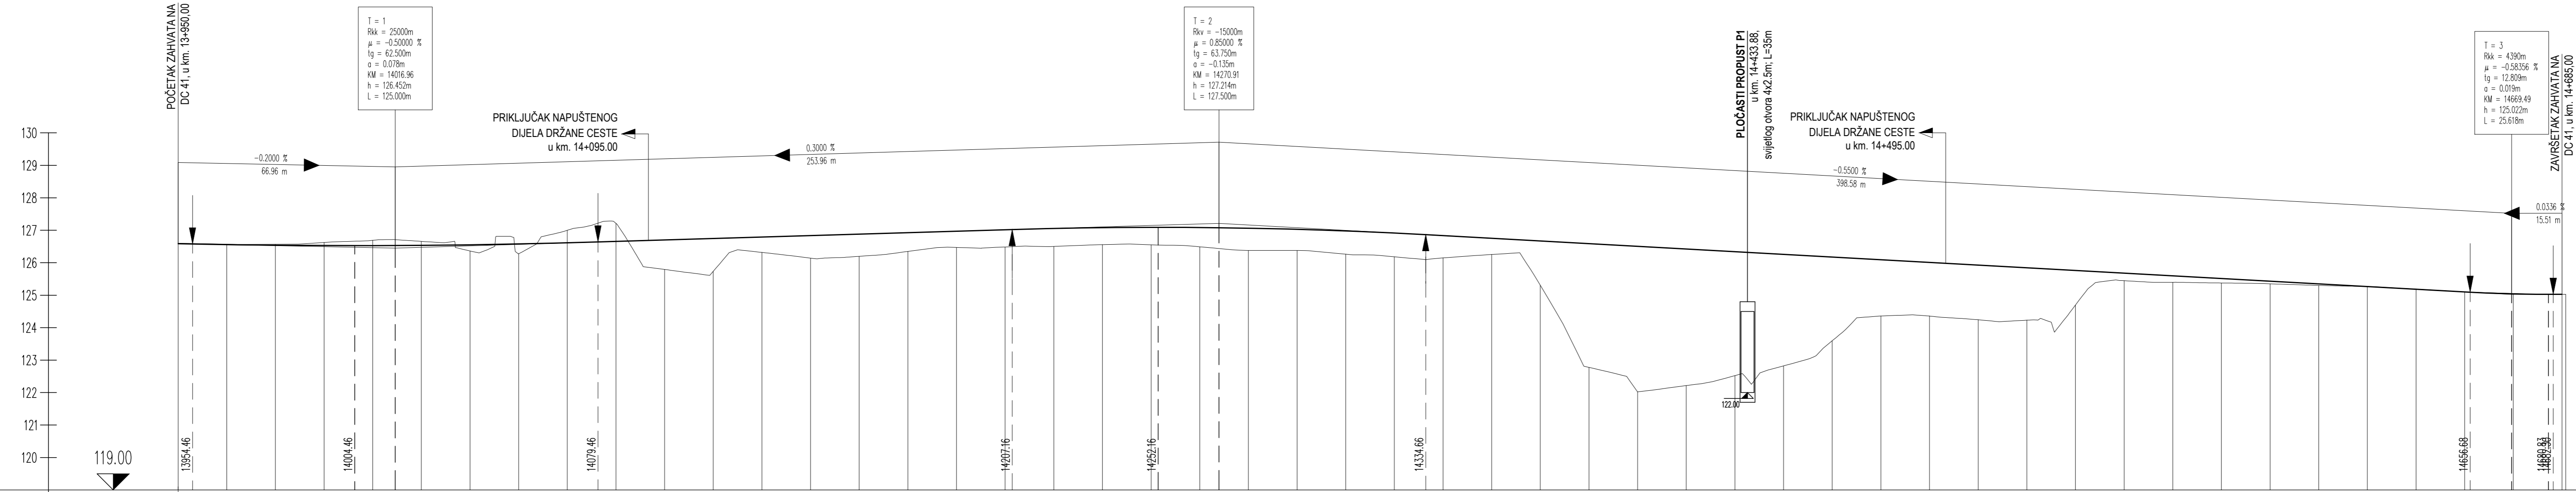 POČETAK ZAHVATA NA
DC 41, u km. 13+950,00
T = 1
Rkk = 25000m
μ = -0.50000 %
tg = 62.500m
a = 0.078m
KM = 14016.96
h = 126.452m
L = 125.000m
PRIKLJUČAK NAPUŠTENOG
DIJELA DRŽANE CESTE
u km. 14+095.00
T = 2
Rkv = -15000m
μ = 0.85000 %
tg = 63.750m
a = -0.135m
KM = 14270.91
h = 127.214m
L = 127.500m
PLOČASTI PROPUST P1
u km. 14+433.88,
svijetlog otvora 4x2.5m; L=35m
PRIKLJUČAK NAPUŠTENOG
DIJELA DRŽANE CESTE
u km. 14+495.00
T = 3
Rkk = 4390m
μ = -0.58356 %
tg = 12.809m
a = 0.019m
KM = 14669.49
h = 125.022m
L = 25.618m
ZAVRŠETAK ZAHVATA NA
DC 41, u km. 14+685,00
-0.2000 %
66.96 m
0.3000 %
253.96 m
-0.5500 %
398.58 m
0.0336 %
15.51 m
130
129
128
127
126
125
124
123
122
121
120
119.00
122.00
13954.46
14004.46
14079.46
14207.16
14252.16
14334.66
14656.68